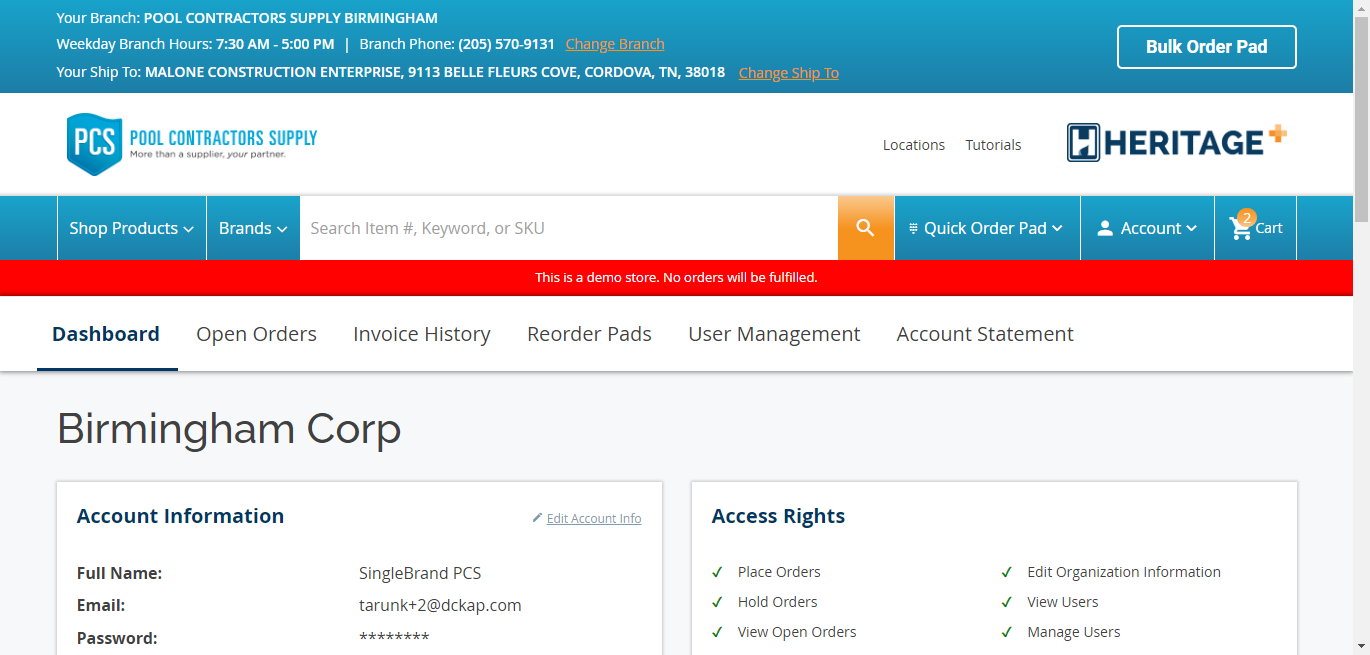 Your Branch: POOL CONTRACTORS SUPPLY BIRMINGHAM
Weekday Branch Hours: 7:30 AM - 5:00 PM | Branch Phone: (205) 570-9131 Change Branch
Your Ship To: MALONE CONSTRUCTION ENTERPRISE, 9113 BELLE FLEURS COVE, CORDOVA, TN, 38018 Change Ship To
Bulk Order Pad
PCS POOL CONTRACTORS SUPPLY
More than a supplier, your partner.
Locations Tutorials
H HERITAGE+
Shop Products Brands Search Item #, Keyword, or SKU Quick Order Pad Account 2 Cart
This is a demo store. No orders will be fulfilled.
Dashboard Open Orders Invoice History Reorder Pads User Management Account Statement
Birmingham Corp
Account Information Edit Account Info
Full Name: SingleBrand PCS
Email: tarunk+2@dckap.com
Password: ********
Access Rights
Place Orders Edit Organization Information
Hold Orders View Users
View Open Orders Manage Users